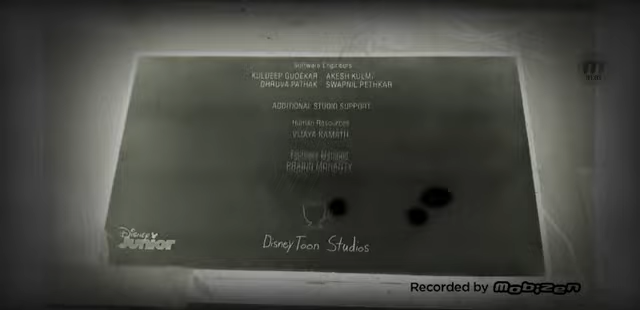 Software Engineers
KULDEEP GUDEKAR AKESH KULMI
DHRUVA PATHAK SWAPNIL PETHKAR
ADDITIONAL STUDIO SUPPORT
Human Resources
VIJAYA KAMATH
MOHANTY
DisneyToon Studios
Disney Junior
Recorded by Mobizen